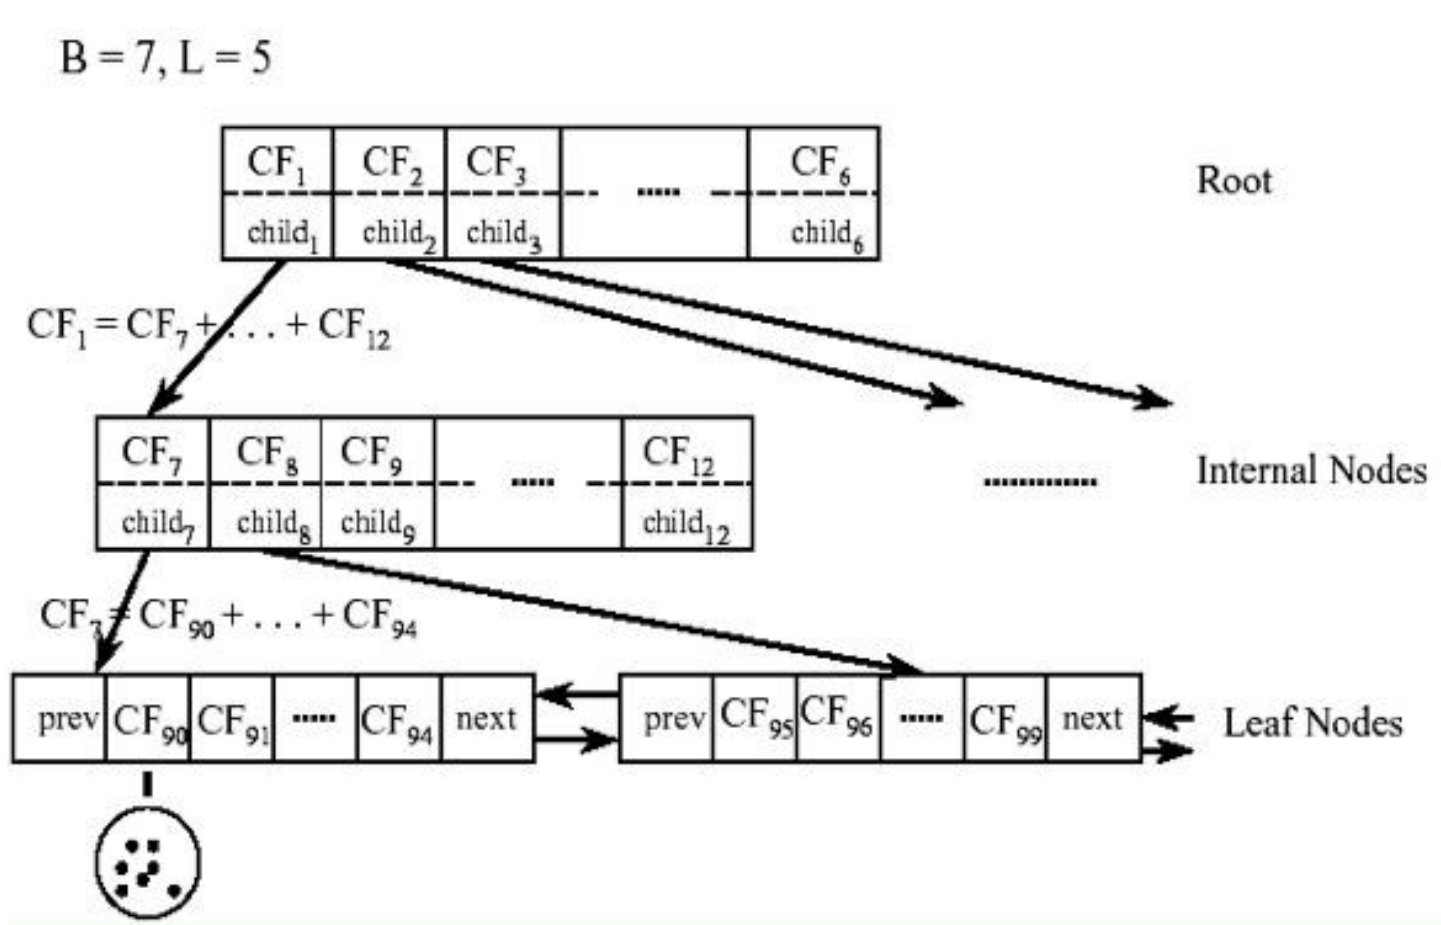 B = 7, L = 5
CF₁ CF₂ CF₃ ..... CF₆
Root
child₁ child₂ child₃ child₆
CF₁ = CF₇ + . . . + CF₁₂
CF₇ CF₈ CF₉ ..... CF₁₂
Internal Nodes
child₇ child₈ child₉ child₁₂
CF₇ = CF₉₀ + . . . + CF₉₄
prev CF₉₀ CF₉₁ ..... CF₉₄ next
prev CF₉₅ CF₉₆ ..... CF₉₉ next
Leaf Nodes